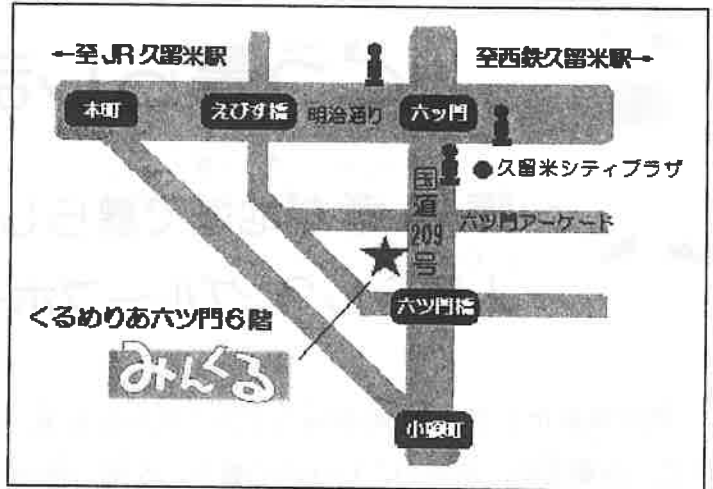 ←至JR久留米駅
至西鉄久留米駅→
本町
えびす橋
明治通り
六ッ門
●久留米シティプラザ
国道209号
六ツ門アーケード
六ツ門橋
くるめりあ六ツ門6階
みんくる
小頭町